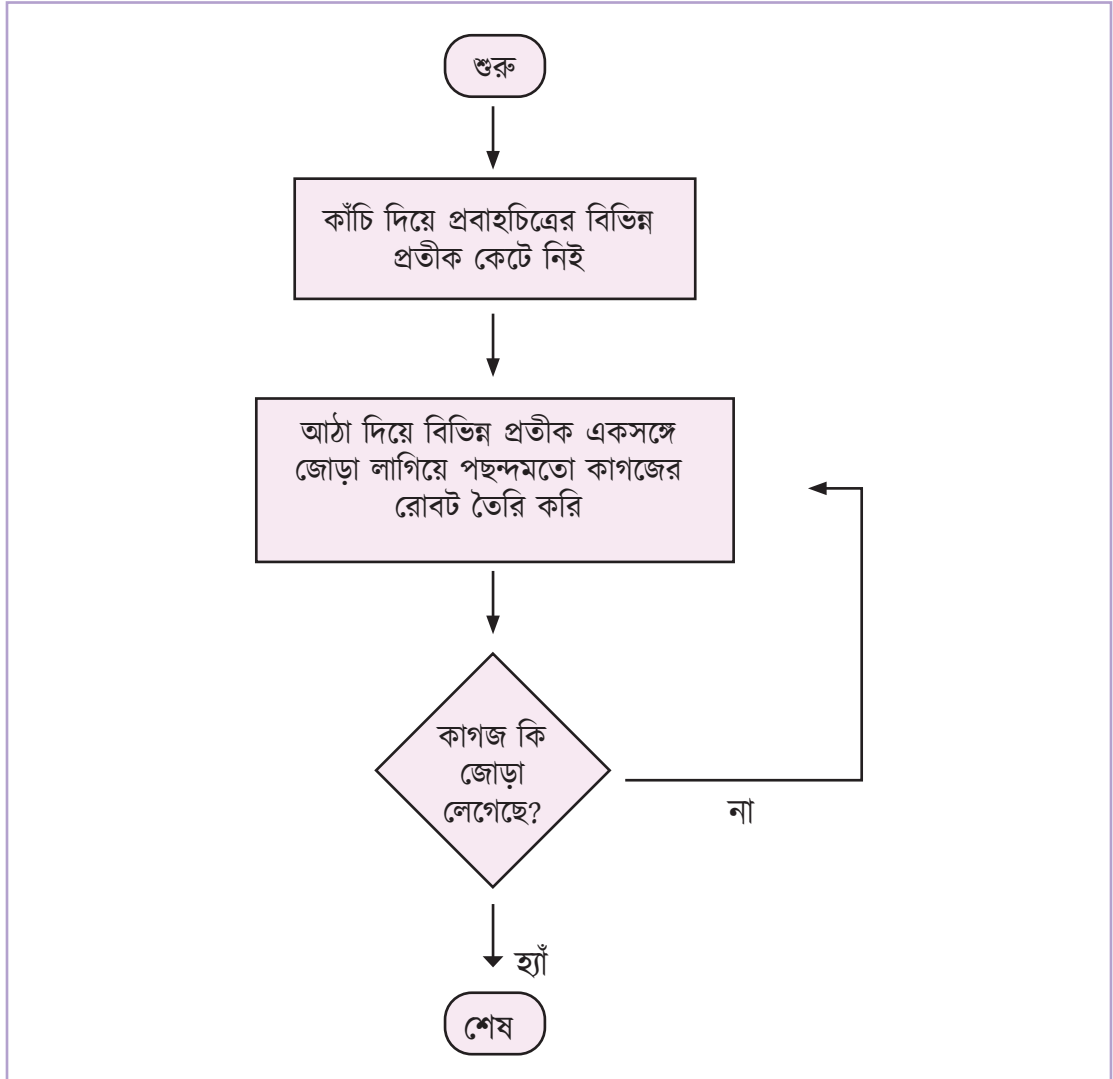 শুরু
কাঁচি দিয়ে প্রবাহচিত্রের বিভিন্ন
প্রতীক কেটে নিই
আঠা দিয়ে বিভিন্ন প্রতীক একসঙ্গে
জোড়া লাগিয়ে পছন্দমতো কাগজের
রোবট তৈরি করি
কাগজ কি
জোড়া
লেগেছে?
না
হ্যাঁ
শেষ